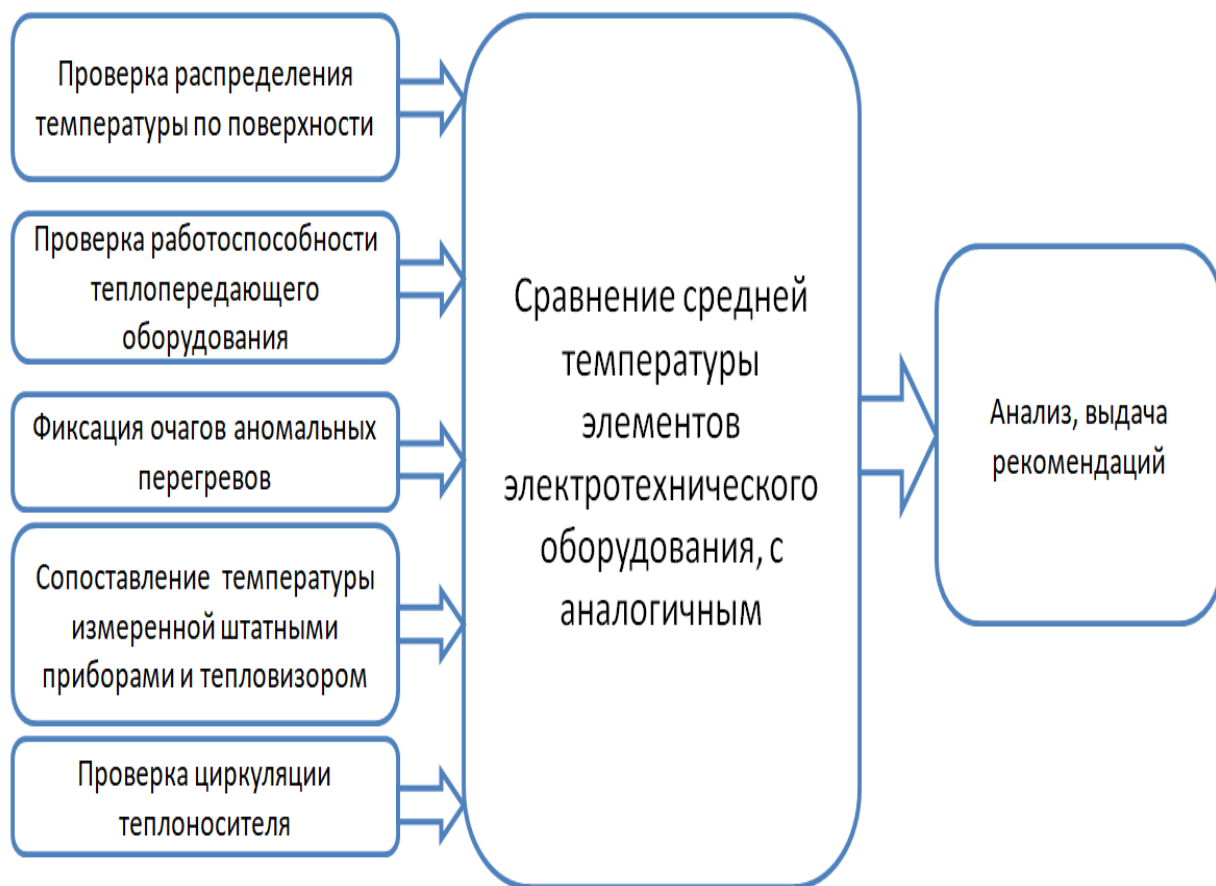 Проверка распределения
температуры по поверхности
Проверка работоспособности
теплопередающего
оборудования
Фиксация очагов аномальных
перегревов
Сопоставление температуры
измеренной штатными
приборами и тепловизором
Проверка циркуляции
теплоносителя
Сравнение средней
температуры
элементов
электротехнического
оборудования, с
аналогичным
Анализ, выдача
рекомендаций